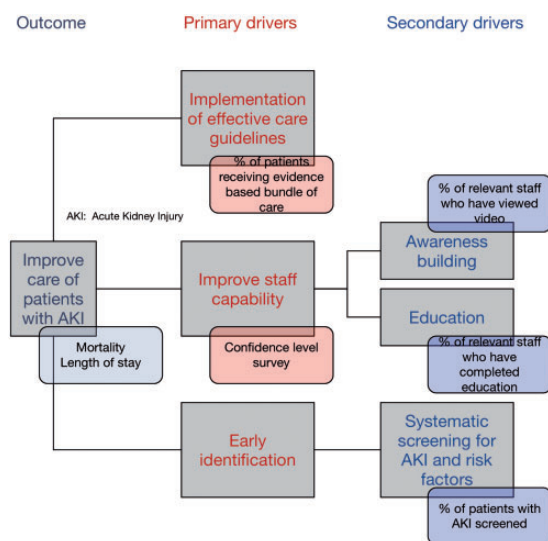 Outcome
Primary drivers
Secondary drivers
Implementation
of effective care
guidelines
% of patients
receiving evidence
based bundle of
care
AKI: Acute Kidney Injury
% of relevant staff
who have viewed
video
Awareness
building
Improve
care of
patients
with AKI
Improve staff
capability
Education
Mortality
Length of stay
Confidence level
survey
% of relevant staff
who have
completed
education
Early
identification
Systematic
screening for
AKI and risk
factors
% of patients with
AKI screened